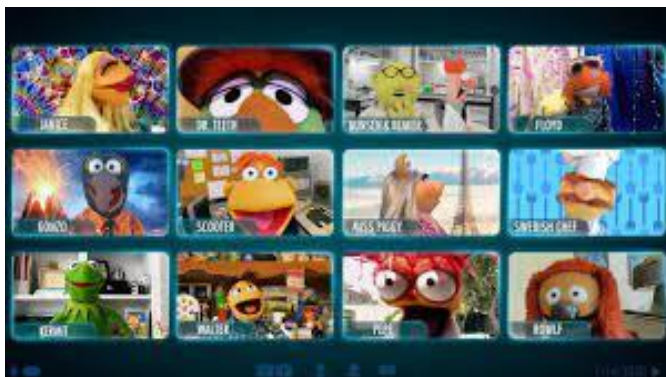 JANICE
DR. TEETH
BUNSEN & BEAKER
FLOYD
GONZO
SCOOTER
MISS PIGGY
SWEDISH CHEF
KERMIT
WALTER
PEPE
ROWLF